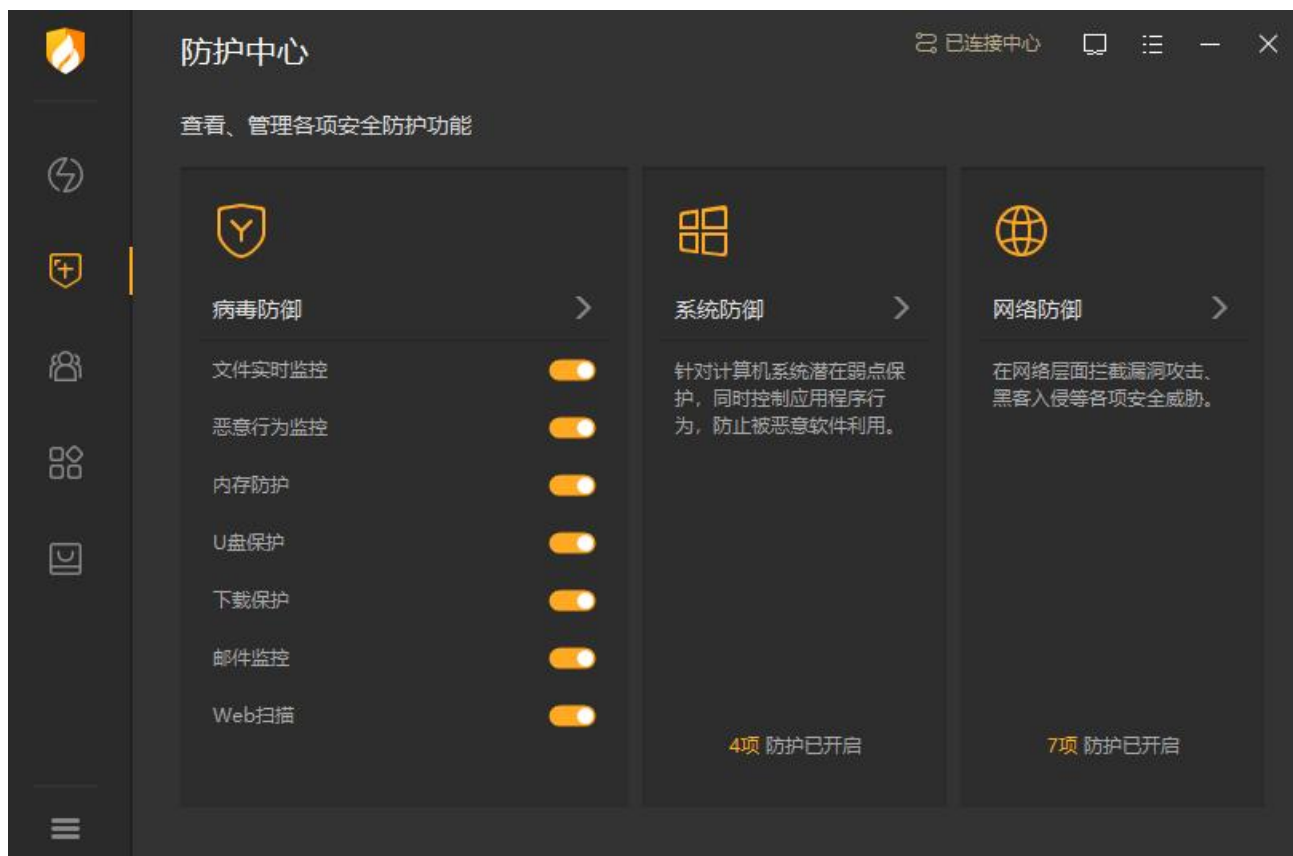 防护中心
已连接中心
查看、管理各项安全防护功能
病毒防御
文件实时监控
恶意行为监控
内存防护
U盘保护
下载保护
邮件监控
Web扫描
系统防御
针对计算机系统潜在弱点保
护，同时控制应用程序行
为，防止被恶意软件利用。
4项 防护已开启
网络防御
在网络层面拦截漏洞攻击、
黑客入侵等各项安全威胁。
7项 防护已开启